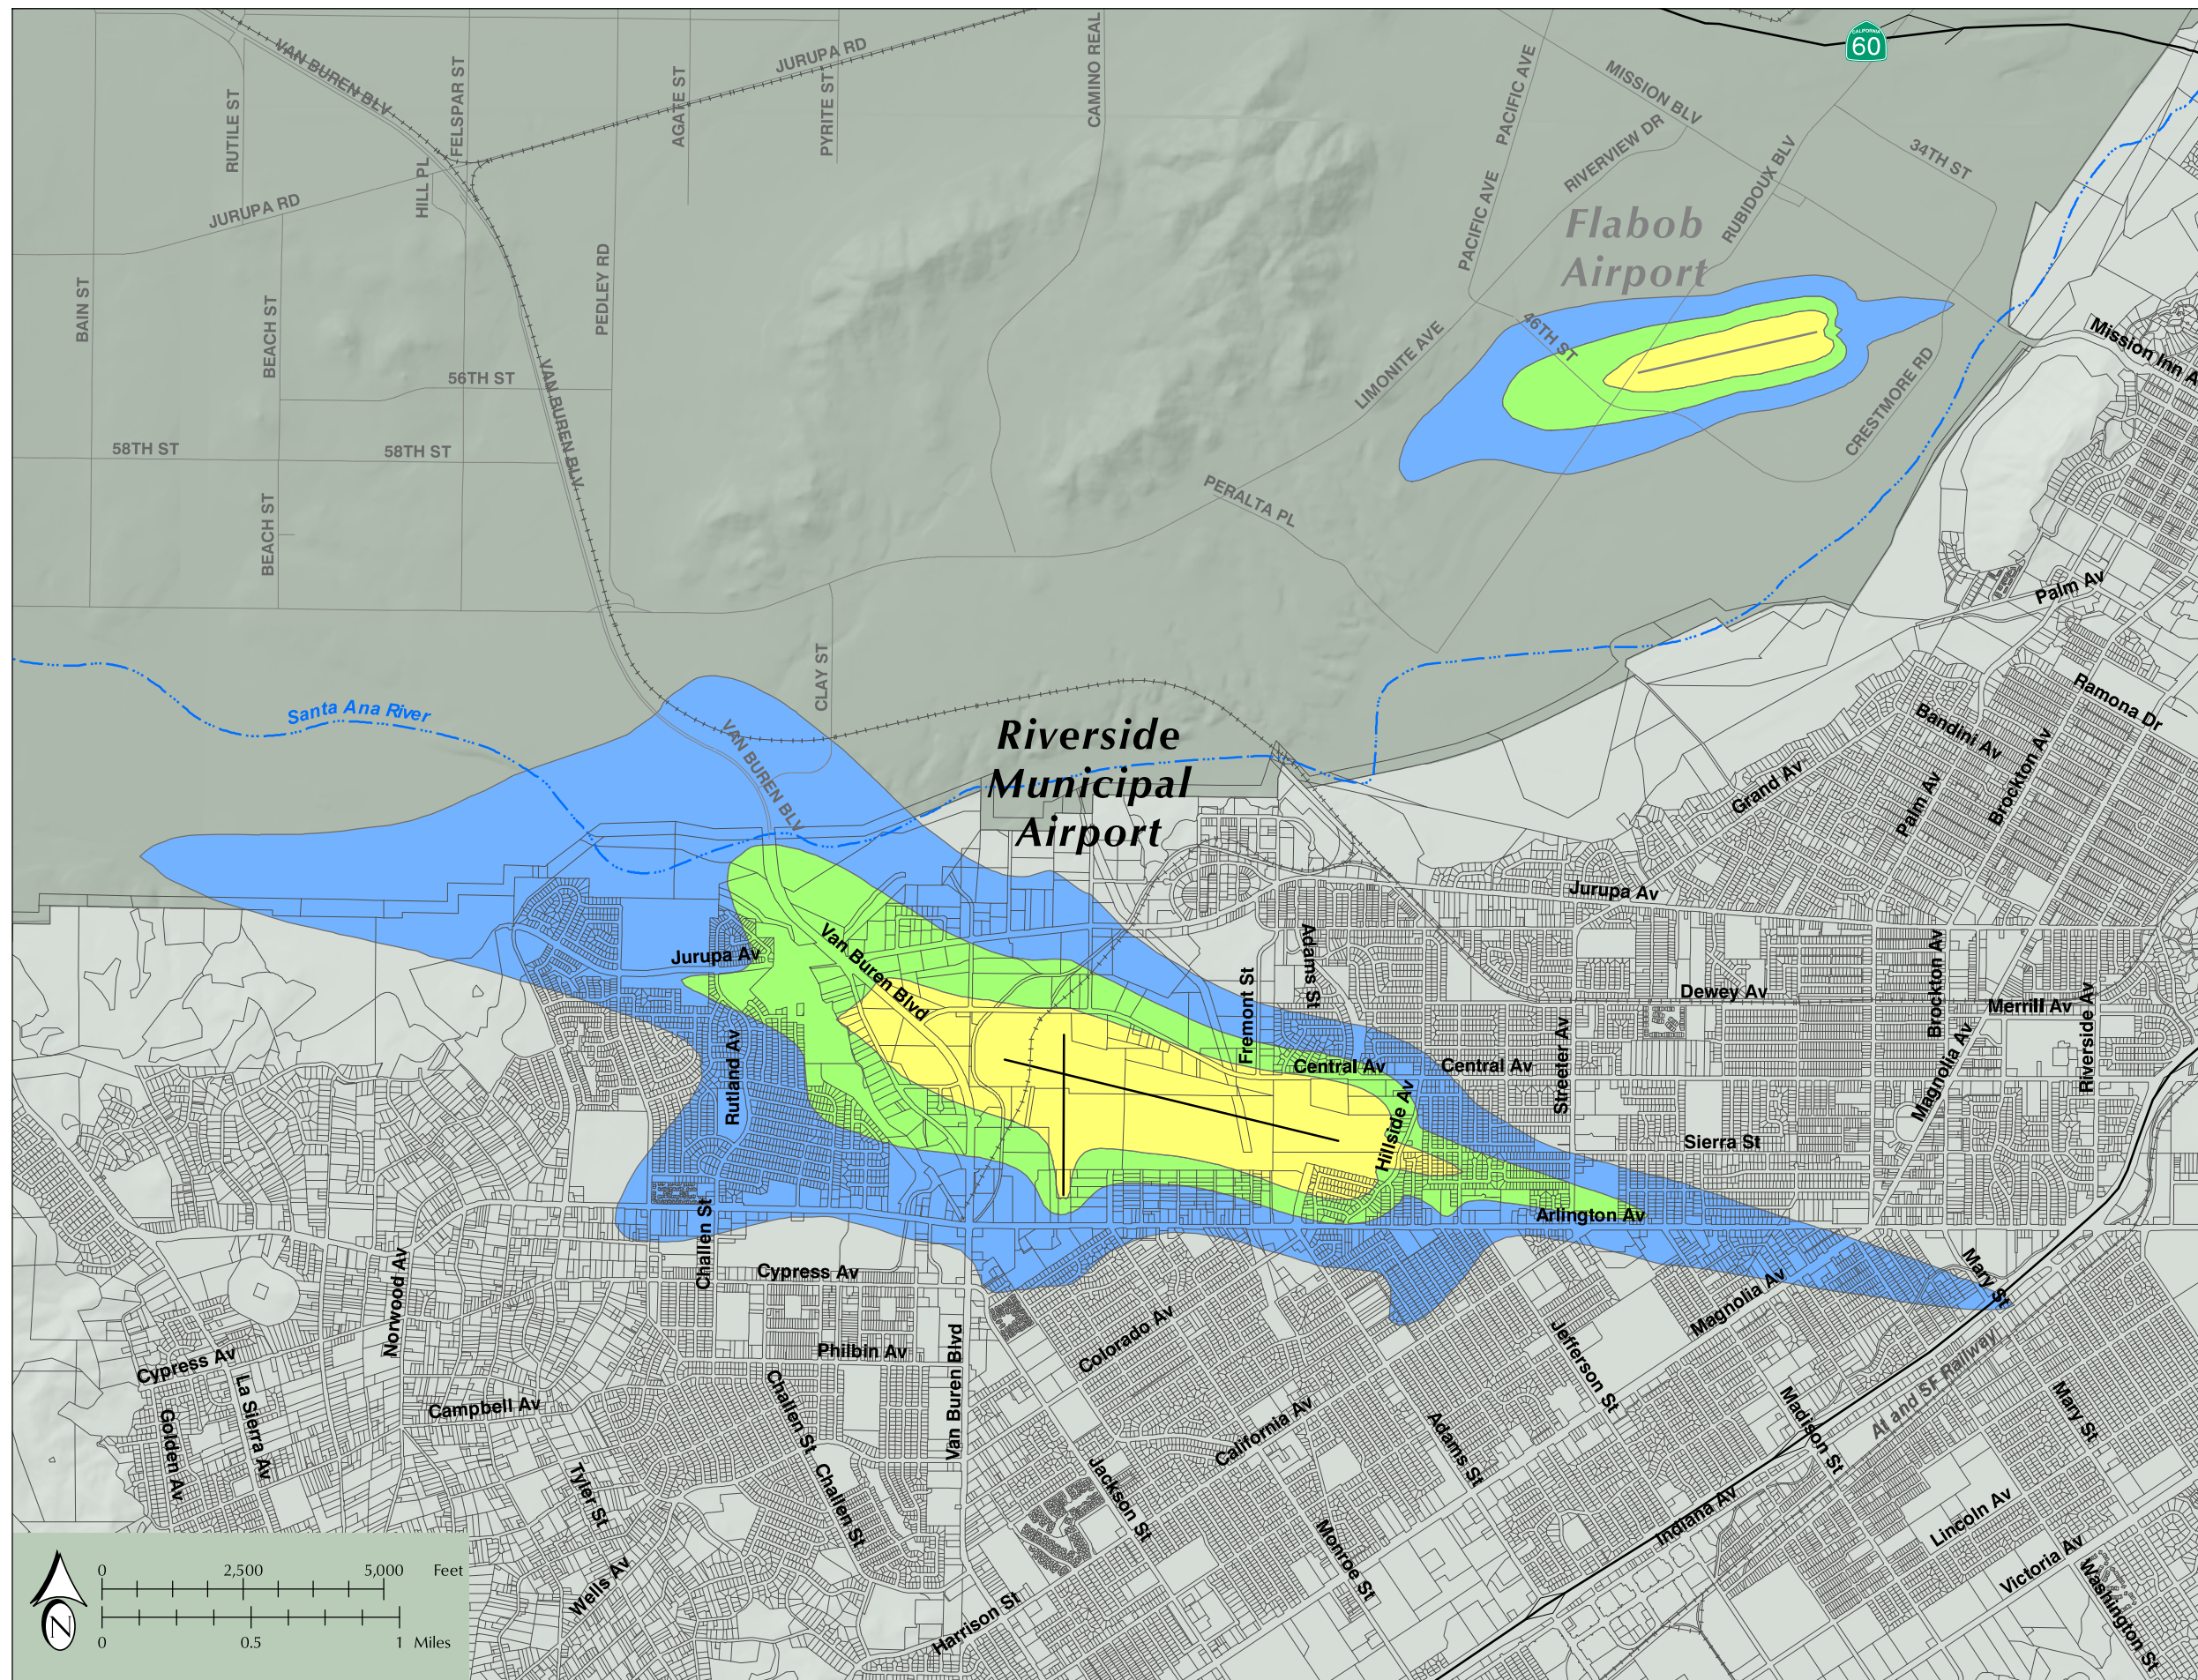 CALIFORNIA
60
VAN BUREN BLV
RUTILE ST
FELSPAR ST
AGATE ST
JURUPA RD
PYRITE ST
CAMINO REAL
PACIFIC AVE
MISSION BLV
RIVERVIEW DR
RUBIDOUX BLV
34TH ST
HILL PL
JURUPA RD
PACIFIC AVE
Flabob
Airport
BAIN ST
BEACH ST
PEDLEY RD
46TH ST
LIMONITE AVE
CRESTMORE RD
Mission Inn A
56TH ST
VAN BUREN BLV
58TH ST
58TH ST
BEACH ST
PERALTA PL
Palm Av
Santa Ana River
CLAY ST
VAN BUREN BLV
Riverside
Municipal
Airport
Ramona Dr
Bandini Av
Brockton Av
Grand Av
Palm Av
Jurupa Av
Jurupa Av
Van Buren Blvd
Adams St
Fremont St
Brockton Av
Dewey Av
Merrill Av
Riverside Av
Rutland Av
Central Av
Central Av
Streeter Av
Magnolia Av
Hillside Av
Sierra St
Challen St
Arlington Av
Norwood Av
Cypress Av
Mary St
Magnolia Av
Colorado Av
Jefferson St
Cypress Av
La Sierra Av
Golden Av
Philbin Av
Van Buren Blvd
Campbell Av
Challen St
Challen St
California Av
Adams St
Madison St
At and SF Railway
Mary St
Tyler St
Jackson St
Monroe St
Indiana Av
Lincoln Av
Victoria Av
Washington St
Wells Av
Harrison St
N
0 2,500 5,000 Feet
0 0.5 1 Miles